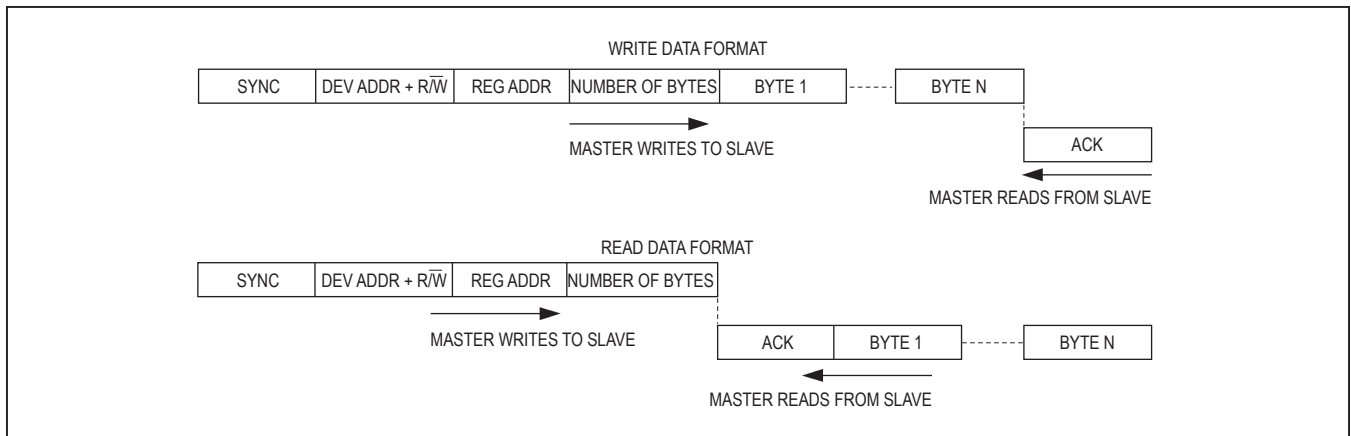 WRITE DATA FORMAT
SYNC DEV ADDR + R/W̅ REG ADDR NUMBER OF BYTES BYTE 1 BYTE N
MASTER WRITES TO SLAVE
ACK
MASTER READS FROM SLAVE
READ DATA FORMAT
SYNC DEV ADDR + R/W̅ REG ADDR NUMBER OF BYTES
MASTER WRITES TO SLAVE
ACK BYTE 1 BYTE N
MASTER READS FROM SLAVE